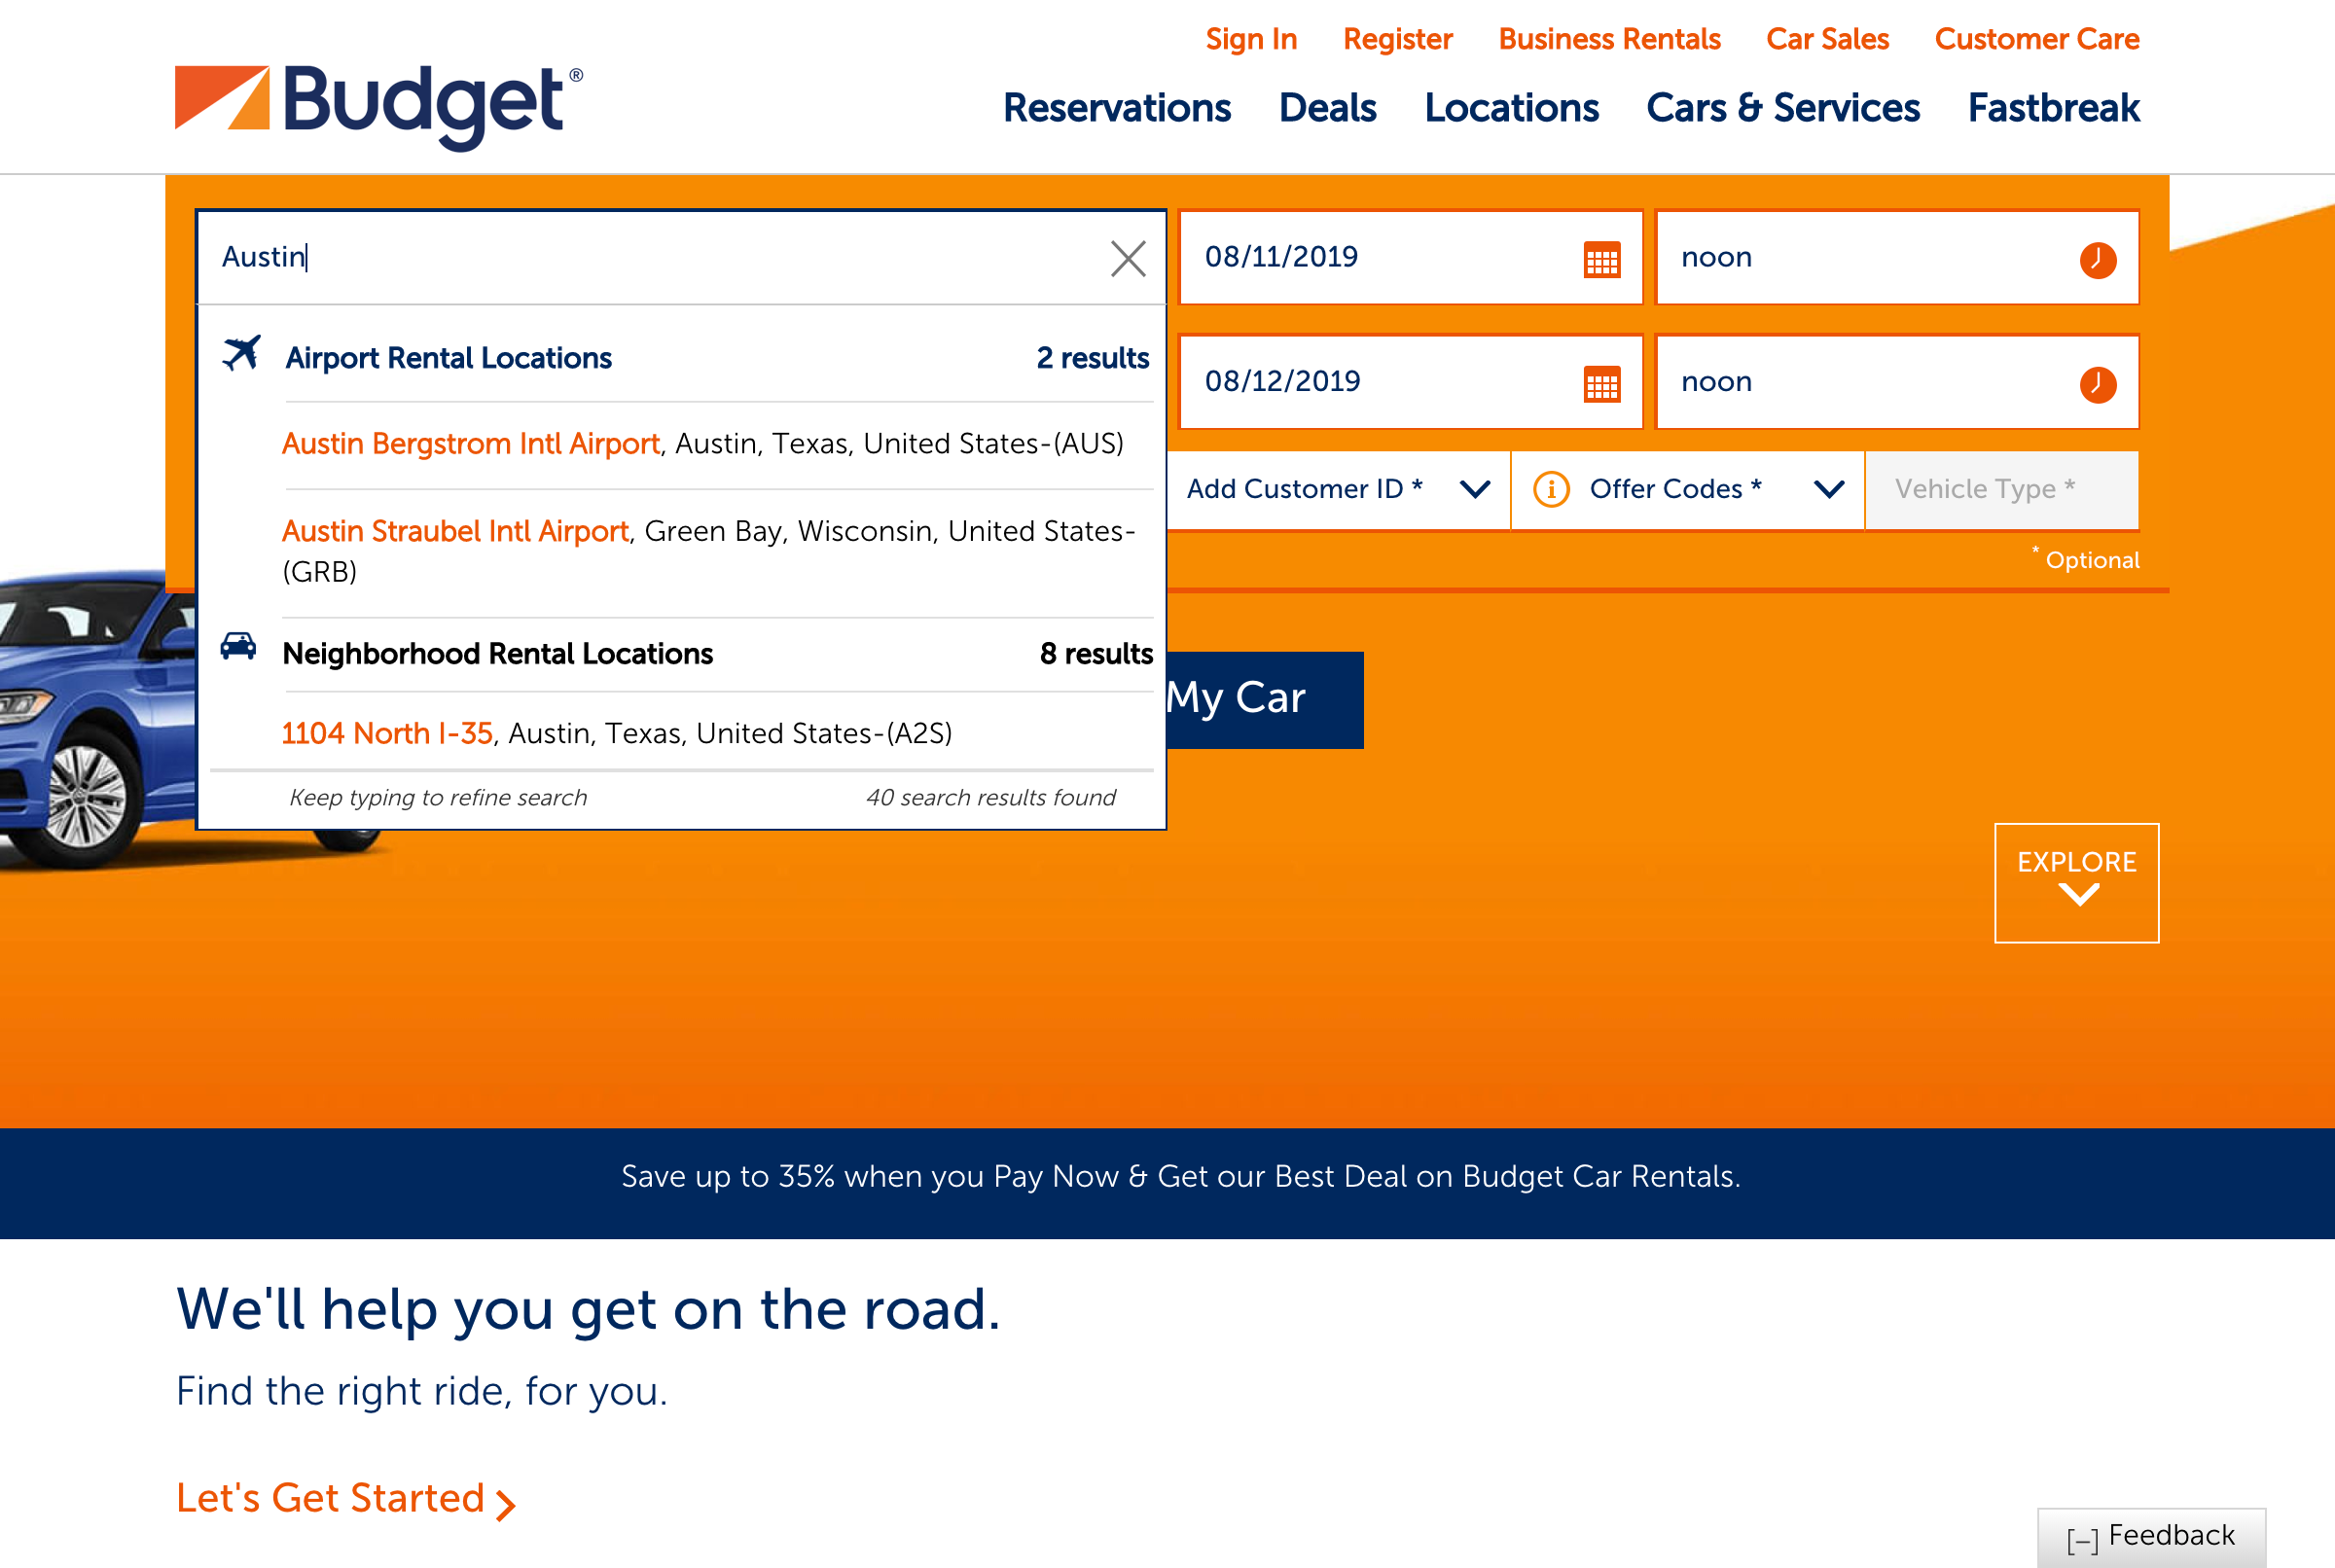 Sign In Register Business Rentals Car Sales Customer Care
Budget®
Reservations Deals Locations Cars & Services Fastbreak
Austin
08/11/2019
noon
Airport Rental Locations 2 results
08/12/2019
noon
Austin Bergstrom Intl Airport, Austin, Texas, United States-(AUS)
Add Customer ID *
Offer Codes *
Vehicle Type *
Austin Straubel Intl Airport, Green Bay, Wisconsin, United States-
(GRB)
* Optional
Neighborhood Rental Locations 8 results
My Car
1104 North I-35, Austin, Texas, United States-(A2S)
Keep typing to refine search 40 search results found
EXPLORE
Save up to 35% when you Pay Now & Get our Best Deal on Budget Car Rentals.
We'll help you get on the road.
Find the right ride, for you.
Let's Get Started
[-] Feedback